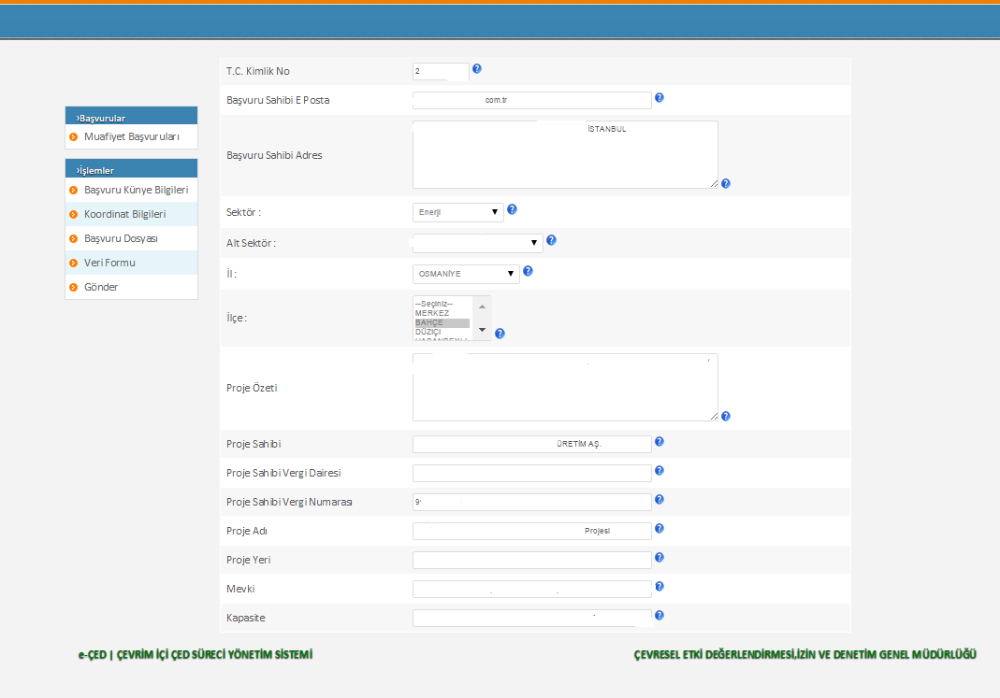 T.C. Kimlik No
2
Başvuru Sahibi E Posta
com.tr
Başvuru Sahibi Adres
İSTANBUL
Sektör :
Enerji
Alt Sektör :
İl :
OSMANİYE
İlçe :
--Seçiniz--
MERKEZ
BAHÇE
DÜZİÇİ
Proje Özeti
Proje Sahibi
ÜRETİM AŞ.
Proje Sahibi Vergi Dairesi
Proje Sahibi Vergi Numarası
9
Proje Adı
Projesi
Proje Yeri
Mevki
Kapasite
›Başvurular
Muafiyet Başvuruları
›İşlemler
Başvuru Künye Bilgileri
Koordinat Bilgileri
Başvuru Dosyası
Veri Formu
Gönder
e-ÇED | ÇEVRİM İÇİ ÇED SÜRECİ YÖNETİM SİSTEMİ
ÇEVRESEL ETKİ DEĞERLENDİRMESİ,İZİN VE DENETİM GENEL MÜDÜRLÜĞÜ